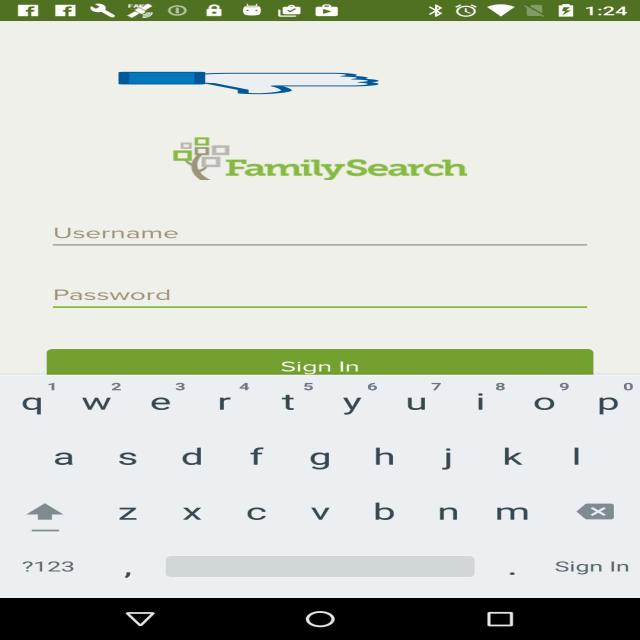 1:24
FamilySearch
Username
Password
Sign In
1 2 3 4 5 6 7 8 9 0
q w e r t y u i o p
a s d f g h j k l
z x c v b n m
?123 , . Sign In